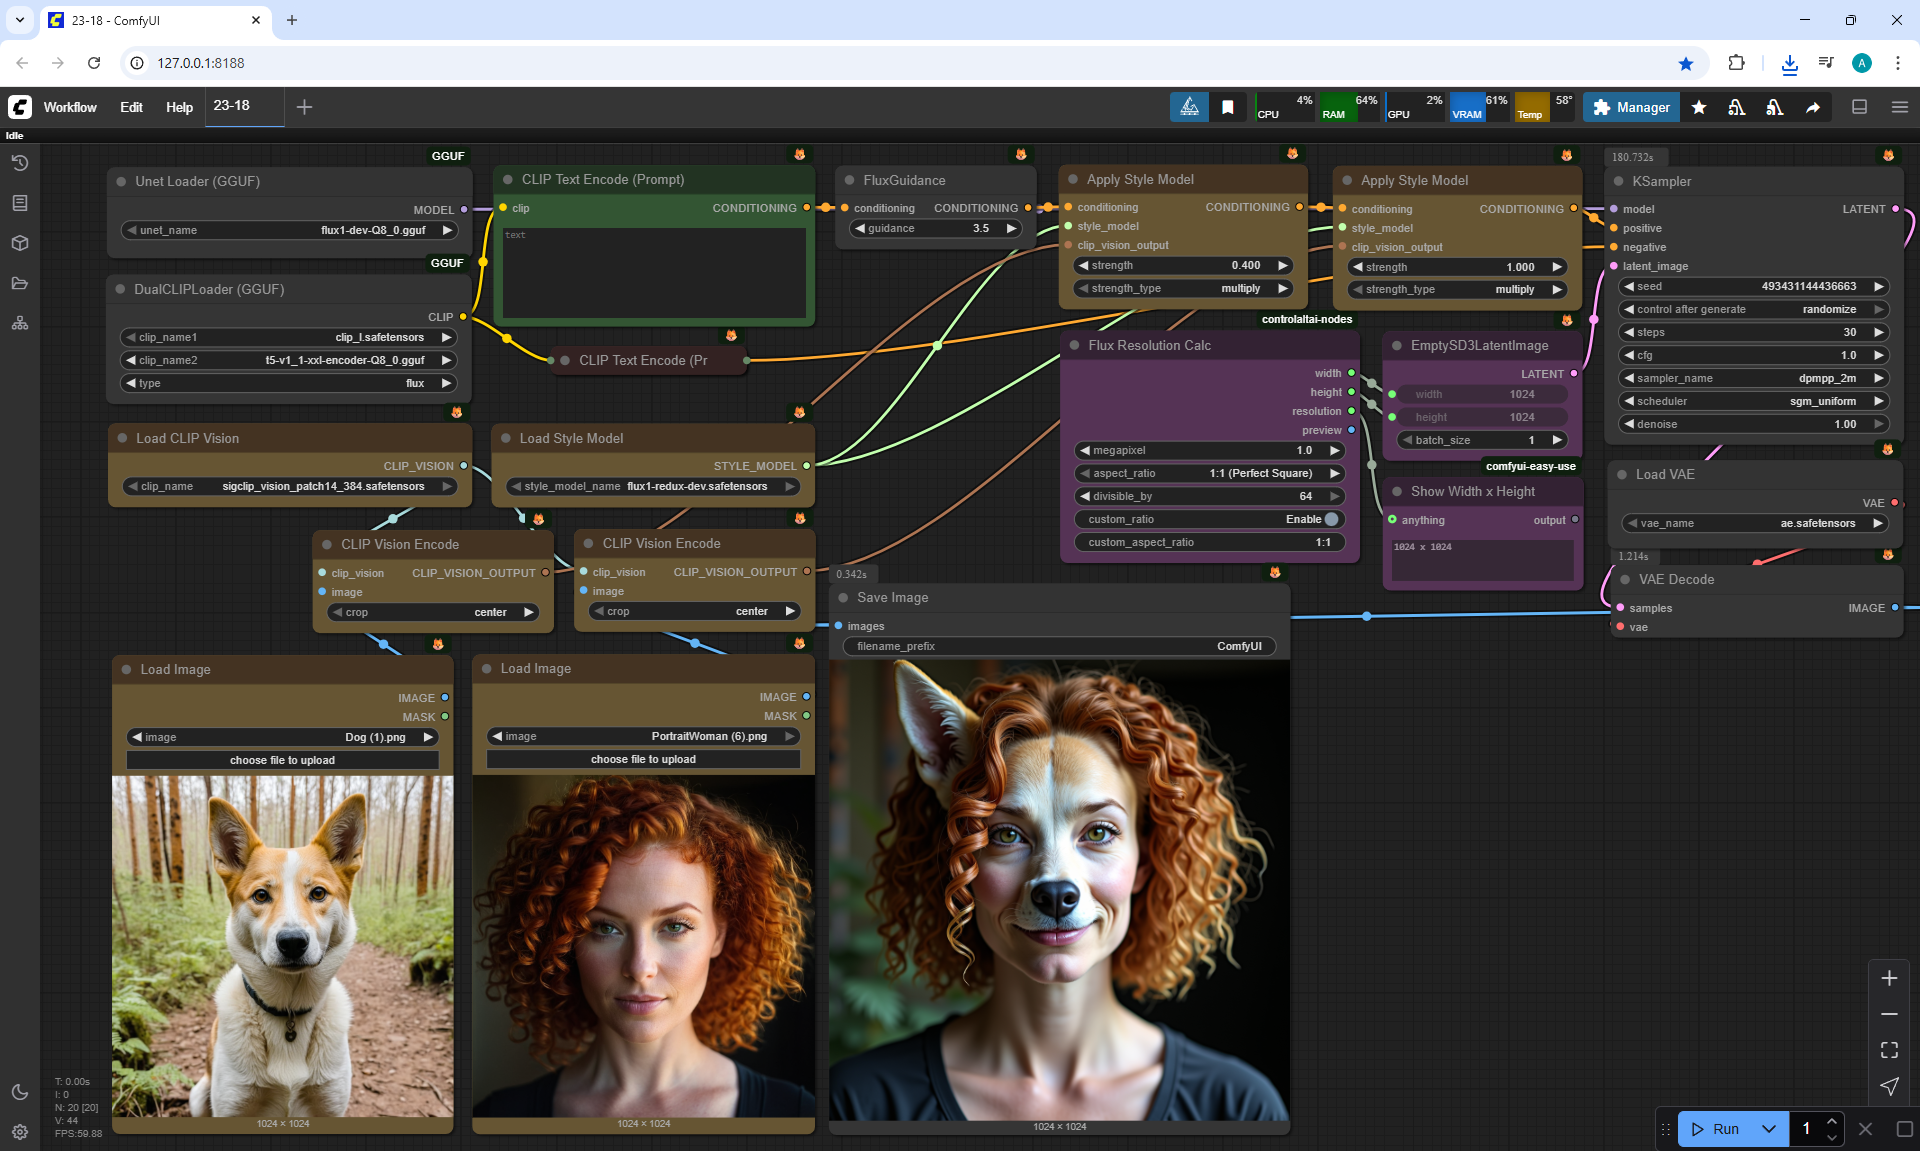 23-18 - ComfyUI
127.0.0.1:8188
A
Workflow
Edit
Help
23-18
CPU 4%
RAM 64%
GPU 2%
VRAM 61%
Temp 58°
Manager
Idle
GGUF
Unet Loader (GGUF)
MODEL
unet_name flux1-dev-Q8_0.gguf
GGUF
DualCLIPLoader (GGUF)
CLIP
clip_name1 clip_l.safetensors
clip_name2 t5-v1_1-xxl-encoder-Q8_0.gguf
type flux
CLIP Text Encode (Prompt)
clip CONDITIONING
text
CLIP Text Encode (Pr
FluxGuidance
conditioning CONDITIONING
guidance 3.5
Apply Style Model
conditioning CONDITIONING
style_model
clip_vision_output
strength 0.400
strength_type multiply
Apply Style Model
conditioning CONDITIONING
style_model
clip_vision_output
strength 1.000
strength_type multiply
180.732s
KSampler
model LATENT
positive
negative
latent_image
seed 493431144436663
control after generate randomize
steps 30
cfg 1.0
sampler_name dpmpp_2m
scheduler sgm_uniform
denoise 1.00
controlaltai-nodes
Flux Resolution Calc
width
height
resolution
preview
megapixel 1.0
aspect_ratio 1:1 (Perfect Square)
divisible_by 64
custom_ratio Enable
custom_aspect_ratio 1:1
EmptySD3LatentImage
LATENT
width 1024
height 1024
batch_size 1
comfyui-easy-use
Show Width x Height
anything output
1024 x 1024
Load VAE
VAE
vae_name ae.safetensors
1.214s
VAE Decode
samples IMAGE
vae
Load CLIP Vision
CLIP_VISION
clip_name sigclip_vision_patch14_384.safetensors
Load Style Model
STYLE_MODEL
style_model_name flux1-redux-dev.safetensors
CLIP Vision Encode
clip_vision CLIP_VISION_OUTPUT
image
crop center
CLIP Vision Encode
clip_vision CLIP_VISION_OUTPUT
image
crop center
0.342s
Save Image
images
filename_prefix ComfyUI
1024 × 1024
Load Image
IMAGE
MASK
image Dog (1).png
choose file to upload
1024 × 1024
Load Image
IMAGE
MASK
image PortraitWoman (6).png
choose file to upload
1024 × 1024
T: 0.00s
I: 0
N: 20 [20]
V: 44
FPS:59.88
Run
1